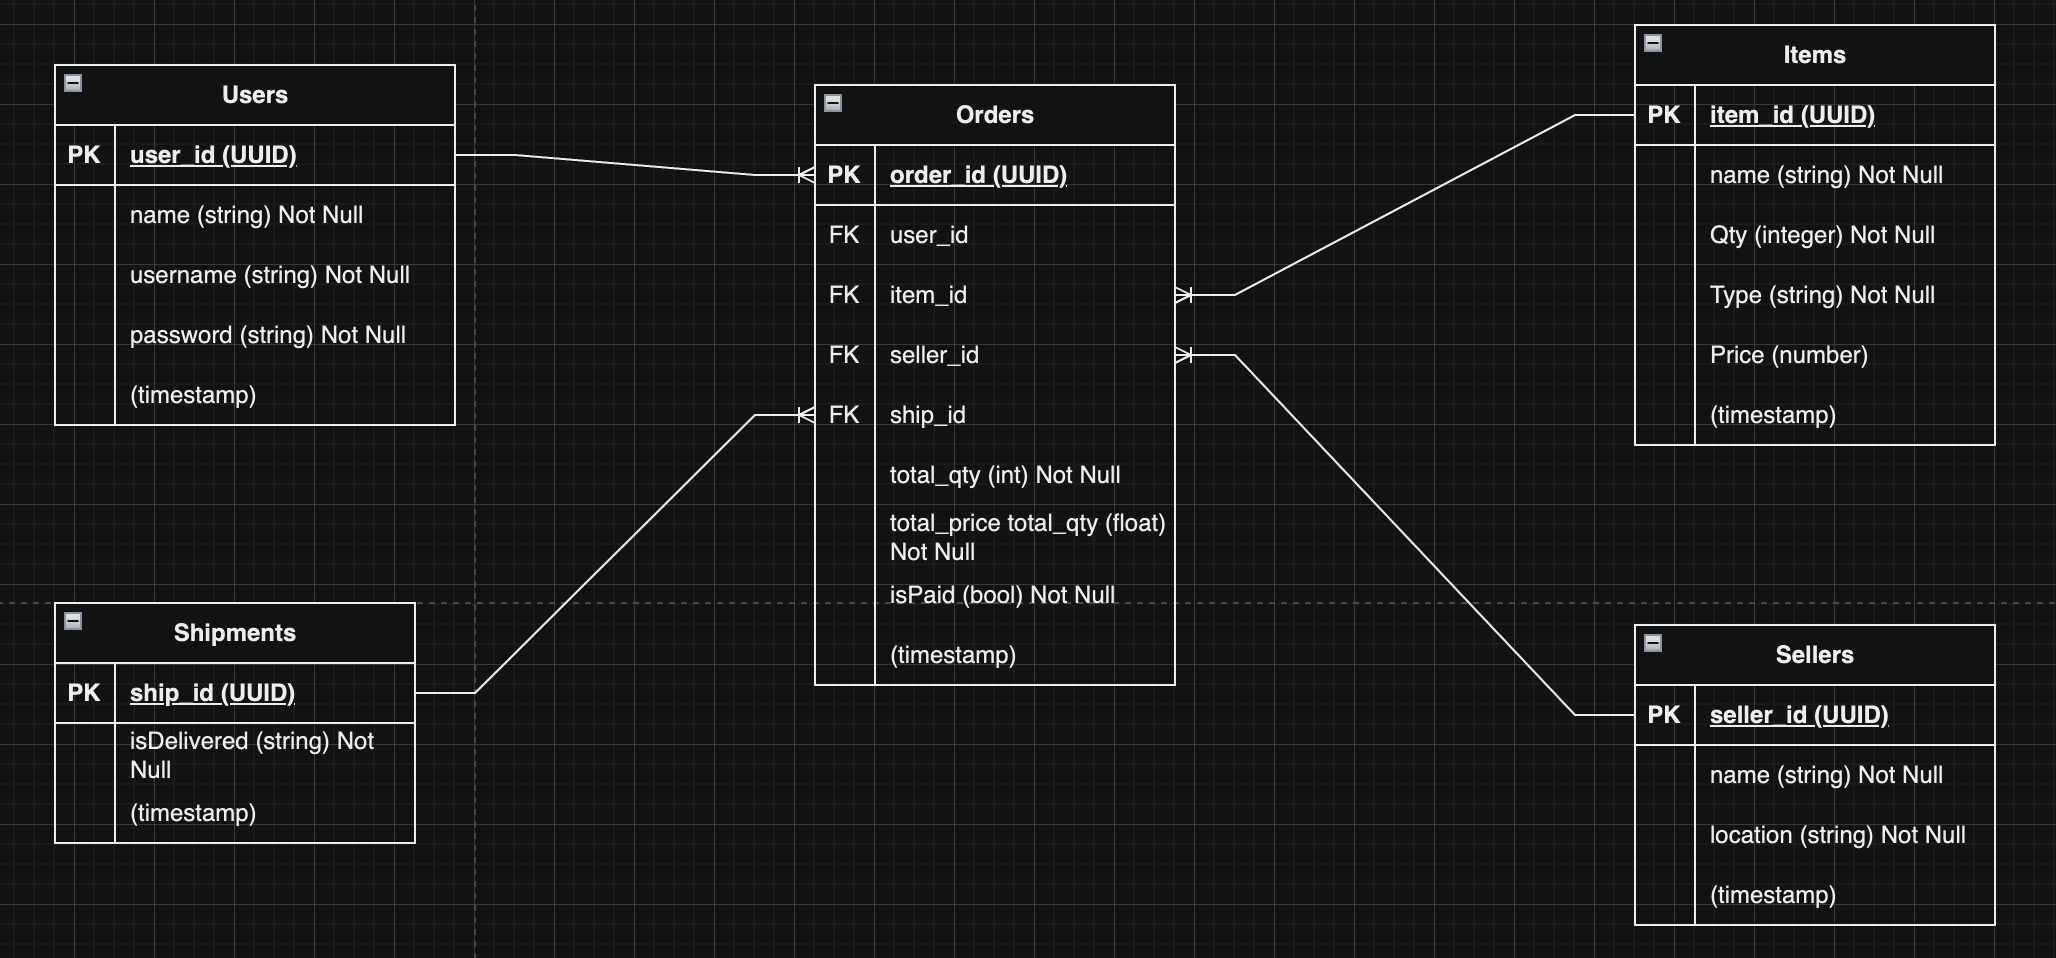 Users
PK user_id (UUID)
name (string) Not Null
username (string) Not Null
password (string) Not Null
(timestamp)
Orders
PK order_id (UUID)
FK user_id
FK item_id
FK seller_id
FK ship_id
total_qty (int) Not Null
total_price total_qty (float)
Not Null
isPaid (bool) Not Null
(timestamp)
Items
PK item_id (UUID)
name (string) Not Null
Qty (integer) Not Null
Type (string) Not Null
Price (number)
(timestamp)
Shipments
PK ship_id (UUID)
isDelivered (string) Not
Null
(timestamp)
Sellers
PK seller_id (UUID)
name (string) Not Null
location (string) Not Null
(timestamp)